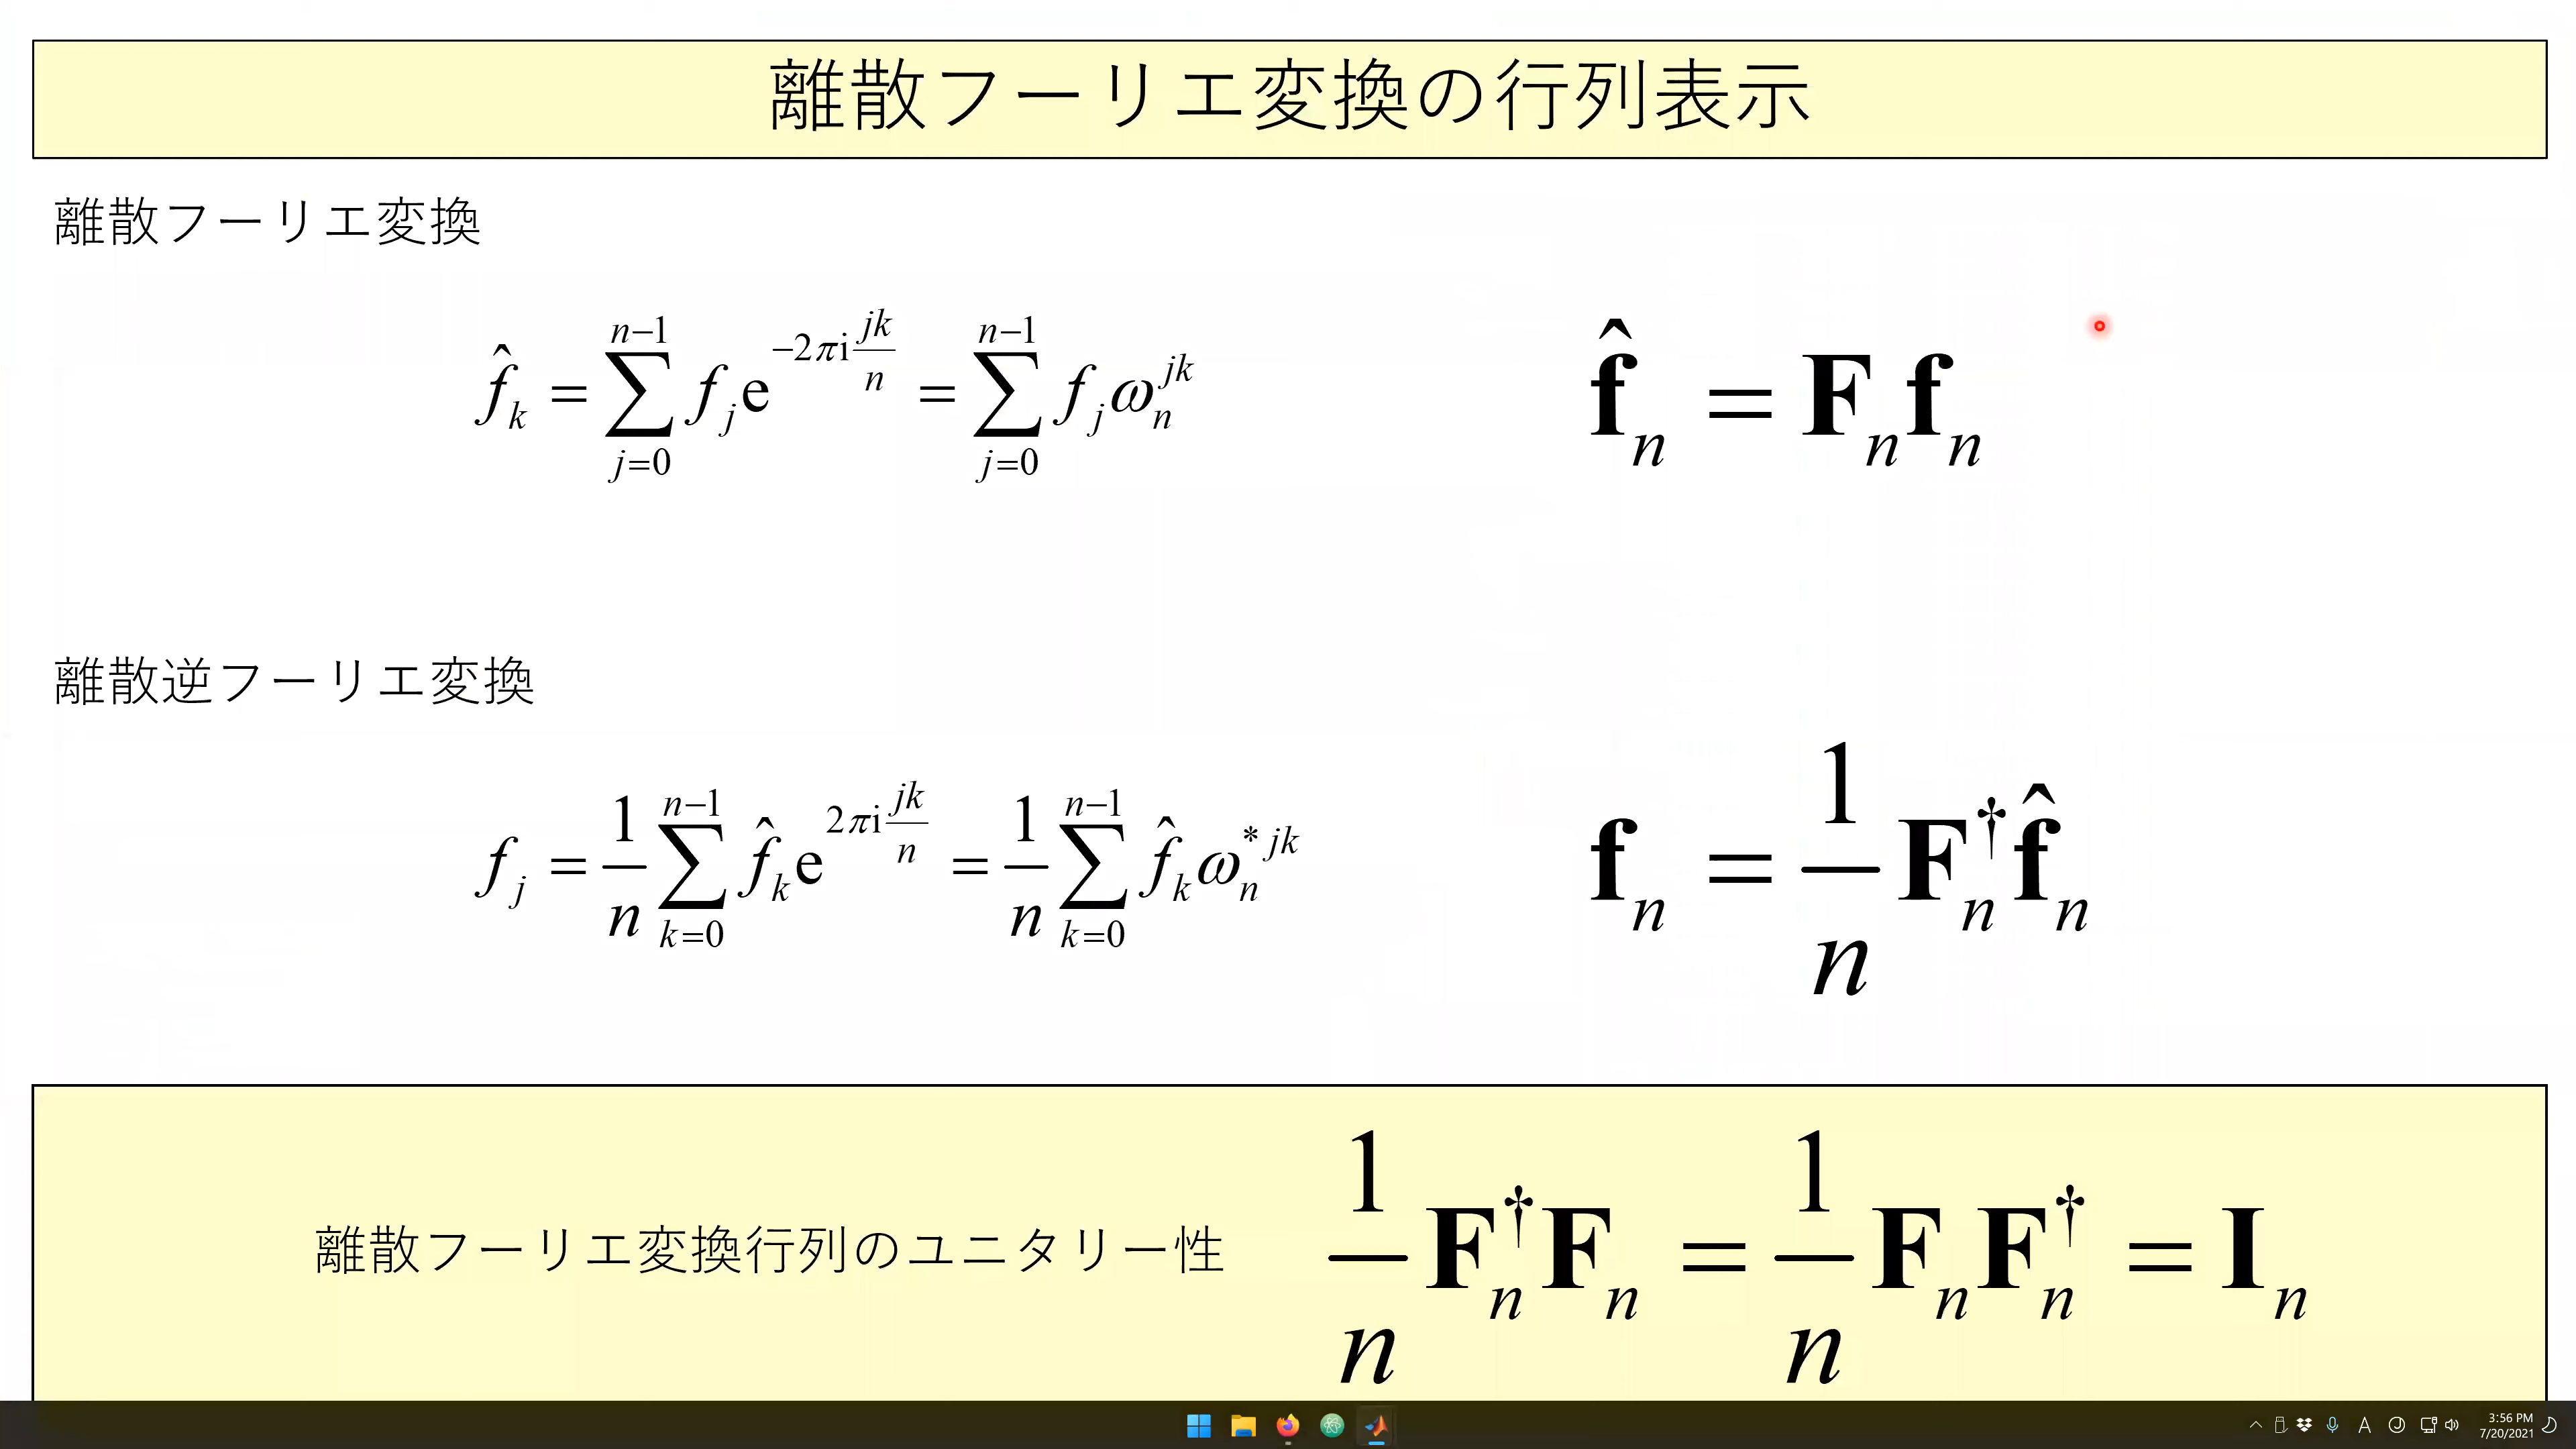 離散フーリエ変換の行列表示
離散フーリエ変換
f̂_k = ∑_{j=0}^{n−1} f_j e^{−2πi jk/n} = ∑_{j=0}^{n−1} f_j ω_n^{jk}
f̂_n = F_n f_n
離散逆フーリエ変換
f_j = 1/n ∑_{k=0}^{n−1} f̂_k e^{2πi jk/n} = 1/n ∑_{k=0}^{n−1} f̂_k ω_n^{*jk}
f_n = 1/n F_n^† f̂_n
離散フーリエ変換行列のユニタリー性
1/n F_n^† F_n = 1/n F_n F_n^† = I_n
A
3:56 PM
7/20/2021